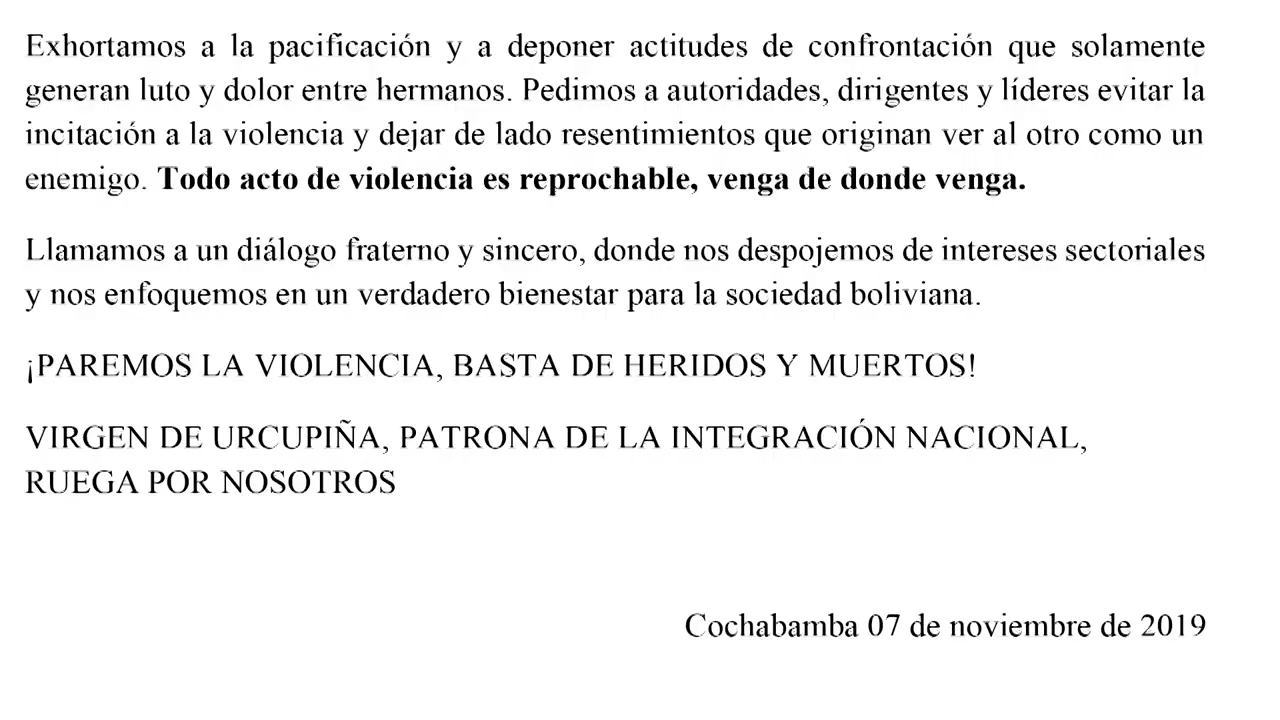 Exhortamos a la pacificación y a deponer actitudes de confrontación que solamente
generan luto y dolor entre hermanos. Pedimos a autoridades, dirigentes y líderes evitar la
incitación a la violencia y dejar de lado resentimientos que originan ver al otro como un
enemigo. Todo acto de violencia es reprochable, venga de donde venga.
Llamamos a un diálogo fraterno y sincero, donde nos despojemos de intereses sectoriales
y nos enfoquemos en un verdadero bienestar para la sociedad boliviana.
¡PAREMOS LA VIOLENCIA, BASTA DE HERIDOS Y MUERTOS!
VIRGEN DE URCUPIÑA, PATRONA DE LA INTEGRACIÓN NACIONAL,
RUEGA POR NOSOTROS
Cochabamba 07 de noviembre de 2019